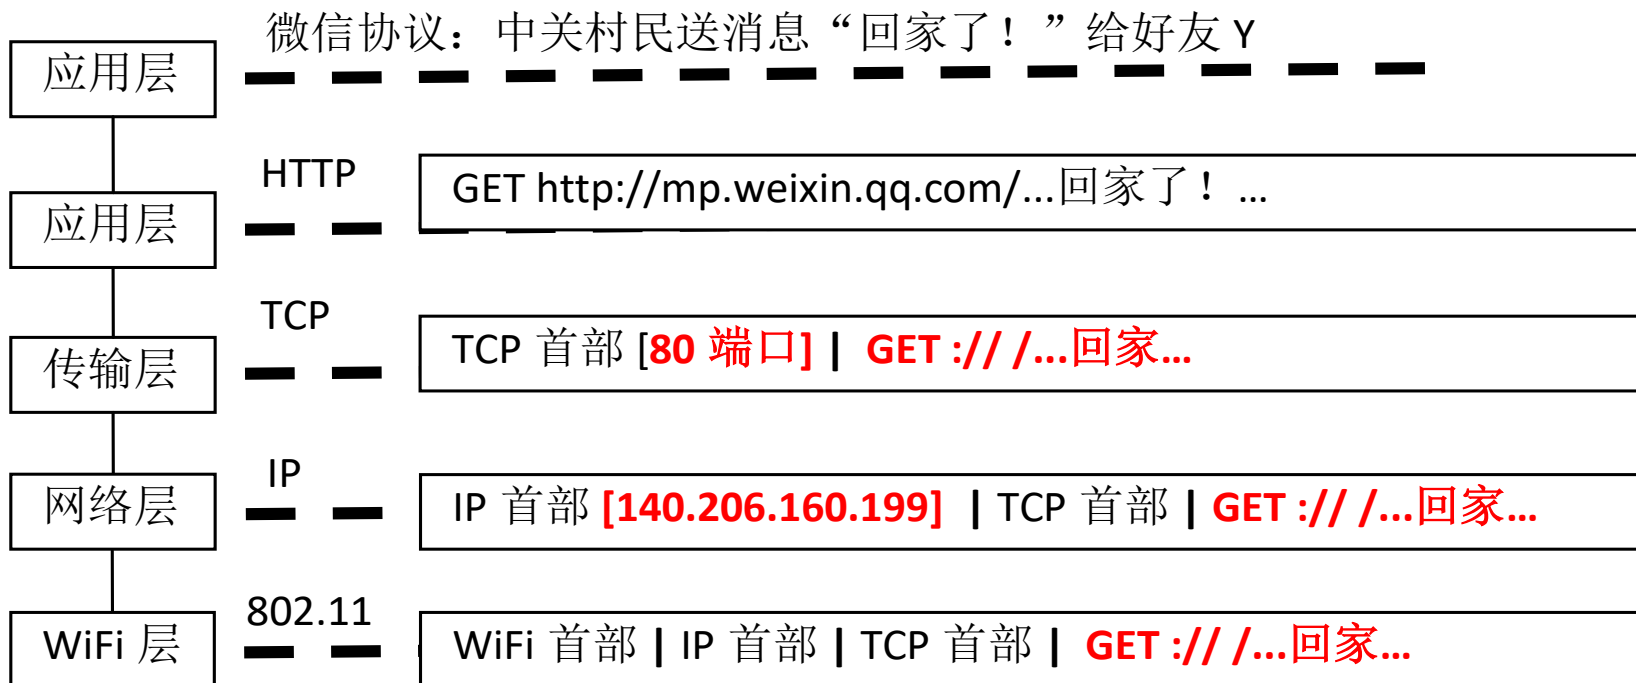 微信协议：中关村民送消息“回家了！”给好友 Y
应用层
HTTP
GET http://mp.weixin.qq.com/...回家了！...
应用层
TCP
TCP 首部 [80 端口] | GET :// /...回家...
传输层
IP
IP 首部 [140.206.160.199] | TCP 首部 | GET :// /...回家...
网络层
802.11
WiFi 首部 | IP 首部 | TCP 首部 | GET :// /...回家...
WiFi 层